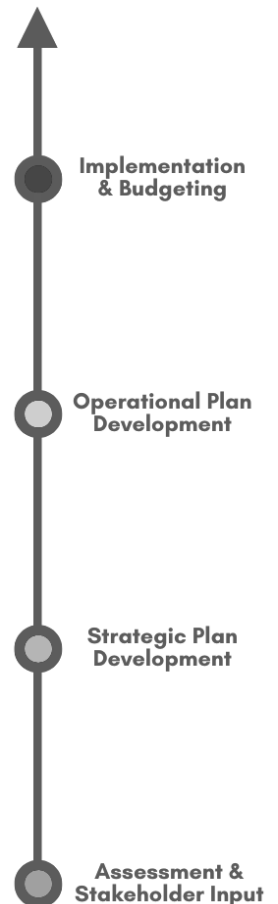 Implementation
& Budgeting
Operational Plan
Development
Strategic Plan
Development
Assessment &
Stakeholder Input